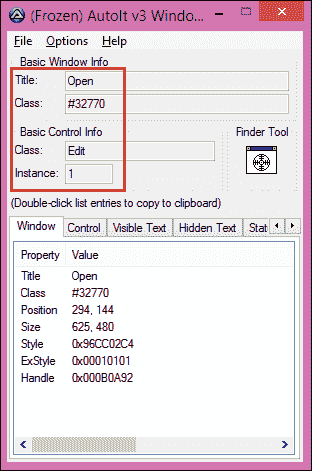 (Frozen) AutoIt v3 Windo...
File Options Help
Basic Window Info
Title: Open
Class: #32770
Basic Control Info
Class: Edit
Instance: 1
Finder Tool
(Double-click list entries to copy to clipboard)
Window Control Visible Text Hidden Text Stat
Property Value
Title Open
Class #32770
Position 294, 144
Size 625, 480
Style 0x96CC02C4
ExStyle 0x00010101
Handle 0x000B0A92